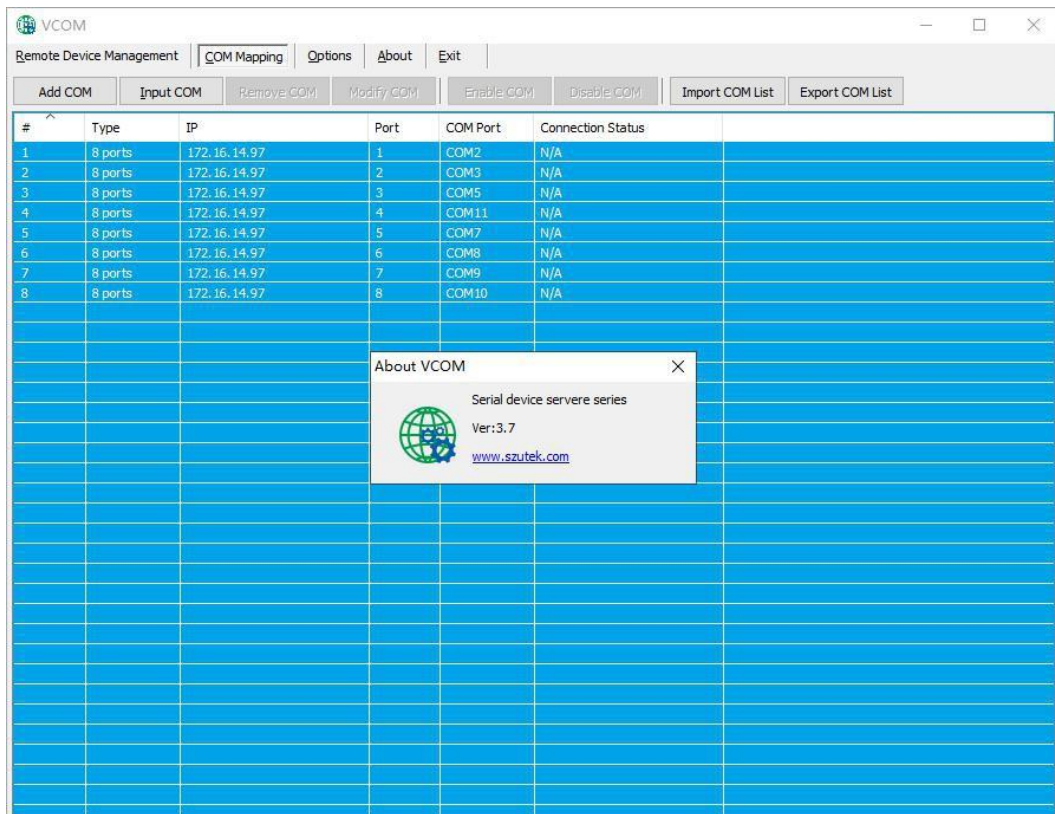 VCOM
Remote Device Management COM Mapping Options About Exit
Add COM Input COM Remove COM Modify COM Enable COM Disable COM Import COM List Export COM List
# Type IP Port COM Port Connection Status
1 8 ports 172.16.14.97 1 COM2 N/A
2 8 ports 172.16.14.97 2 COM3 N/A
3 8 ports 172.16.14.97 3 COM5 N/A
4 8 ports 172.16.14.97 4 COM11 N/A
5 8 ports 172.16.14.97 5 COM7 N/A
6 8 ports 172.16.14.97 6 COM8 N/A
7 8 ports 172.16.14.97 7 COM9 N/A
8 8 ports 172.16.14.97 8 COM10 N/A
About VCOM
Serial device servere series
Ver:3.7
www.szutek.com